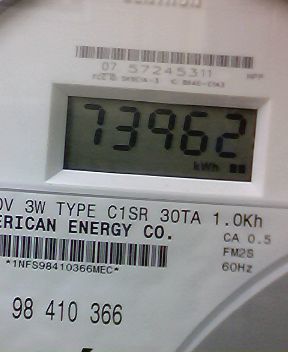 07 57245311
73962
kWh
V 3W TYPE C1SR 30TA 1.0Kh
ERICAN ENERGY CO.
CA 0.5
FM2S
60Hz
*1NFS98410366MEC*
98 410 366